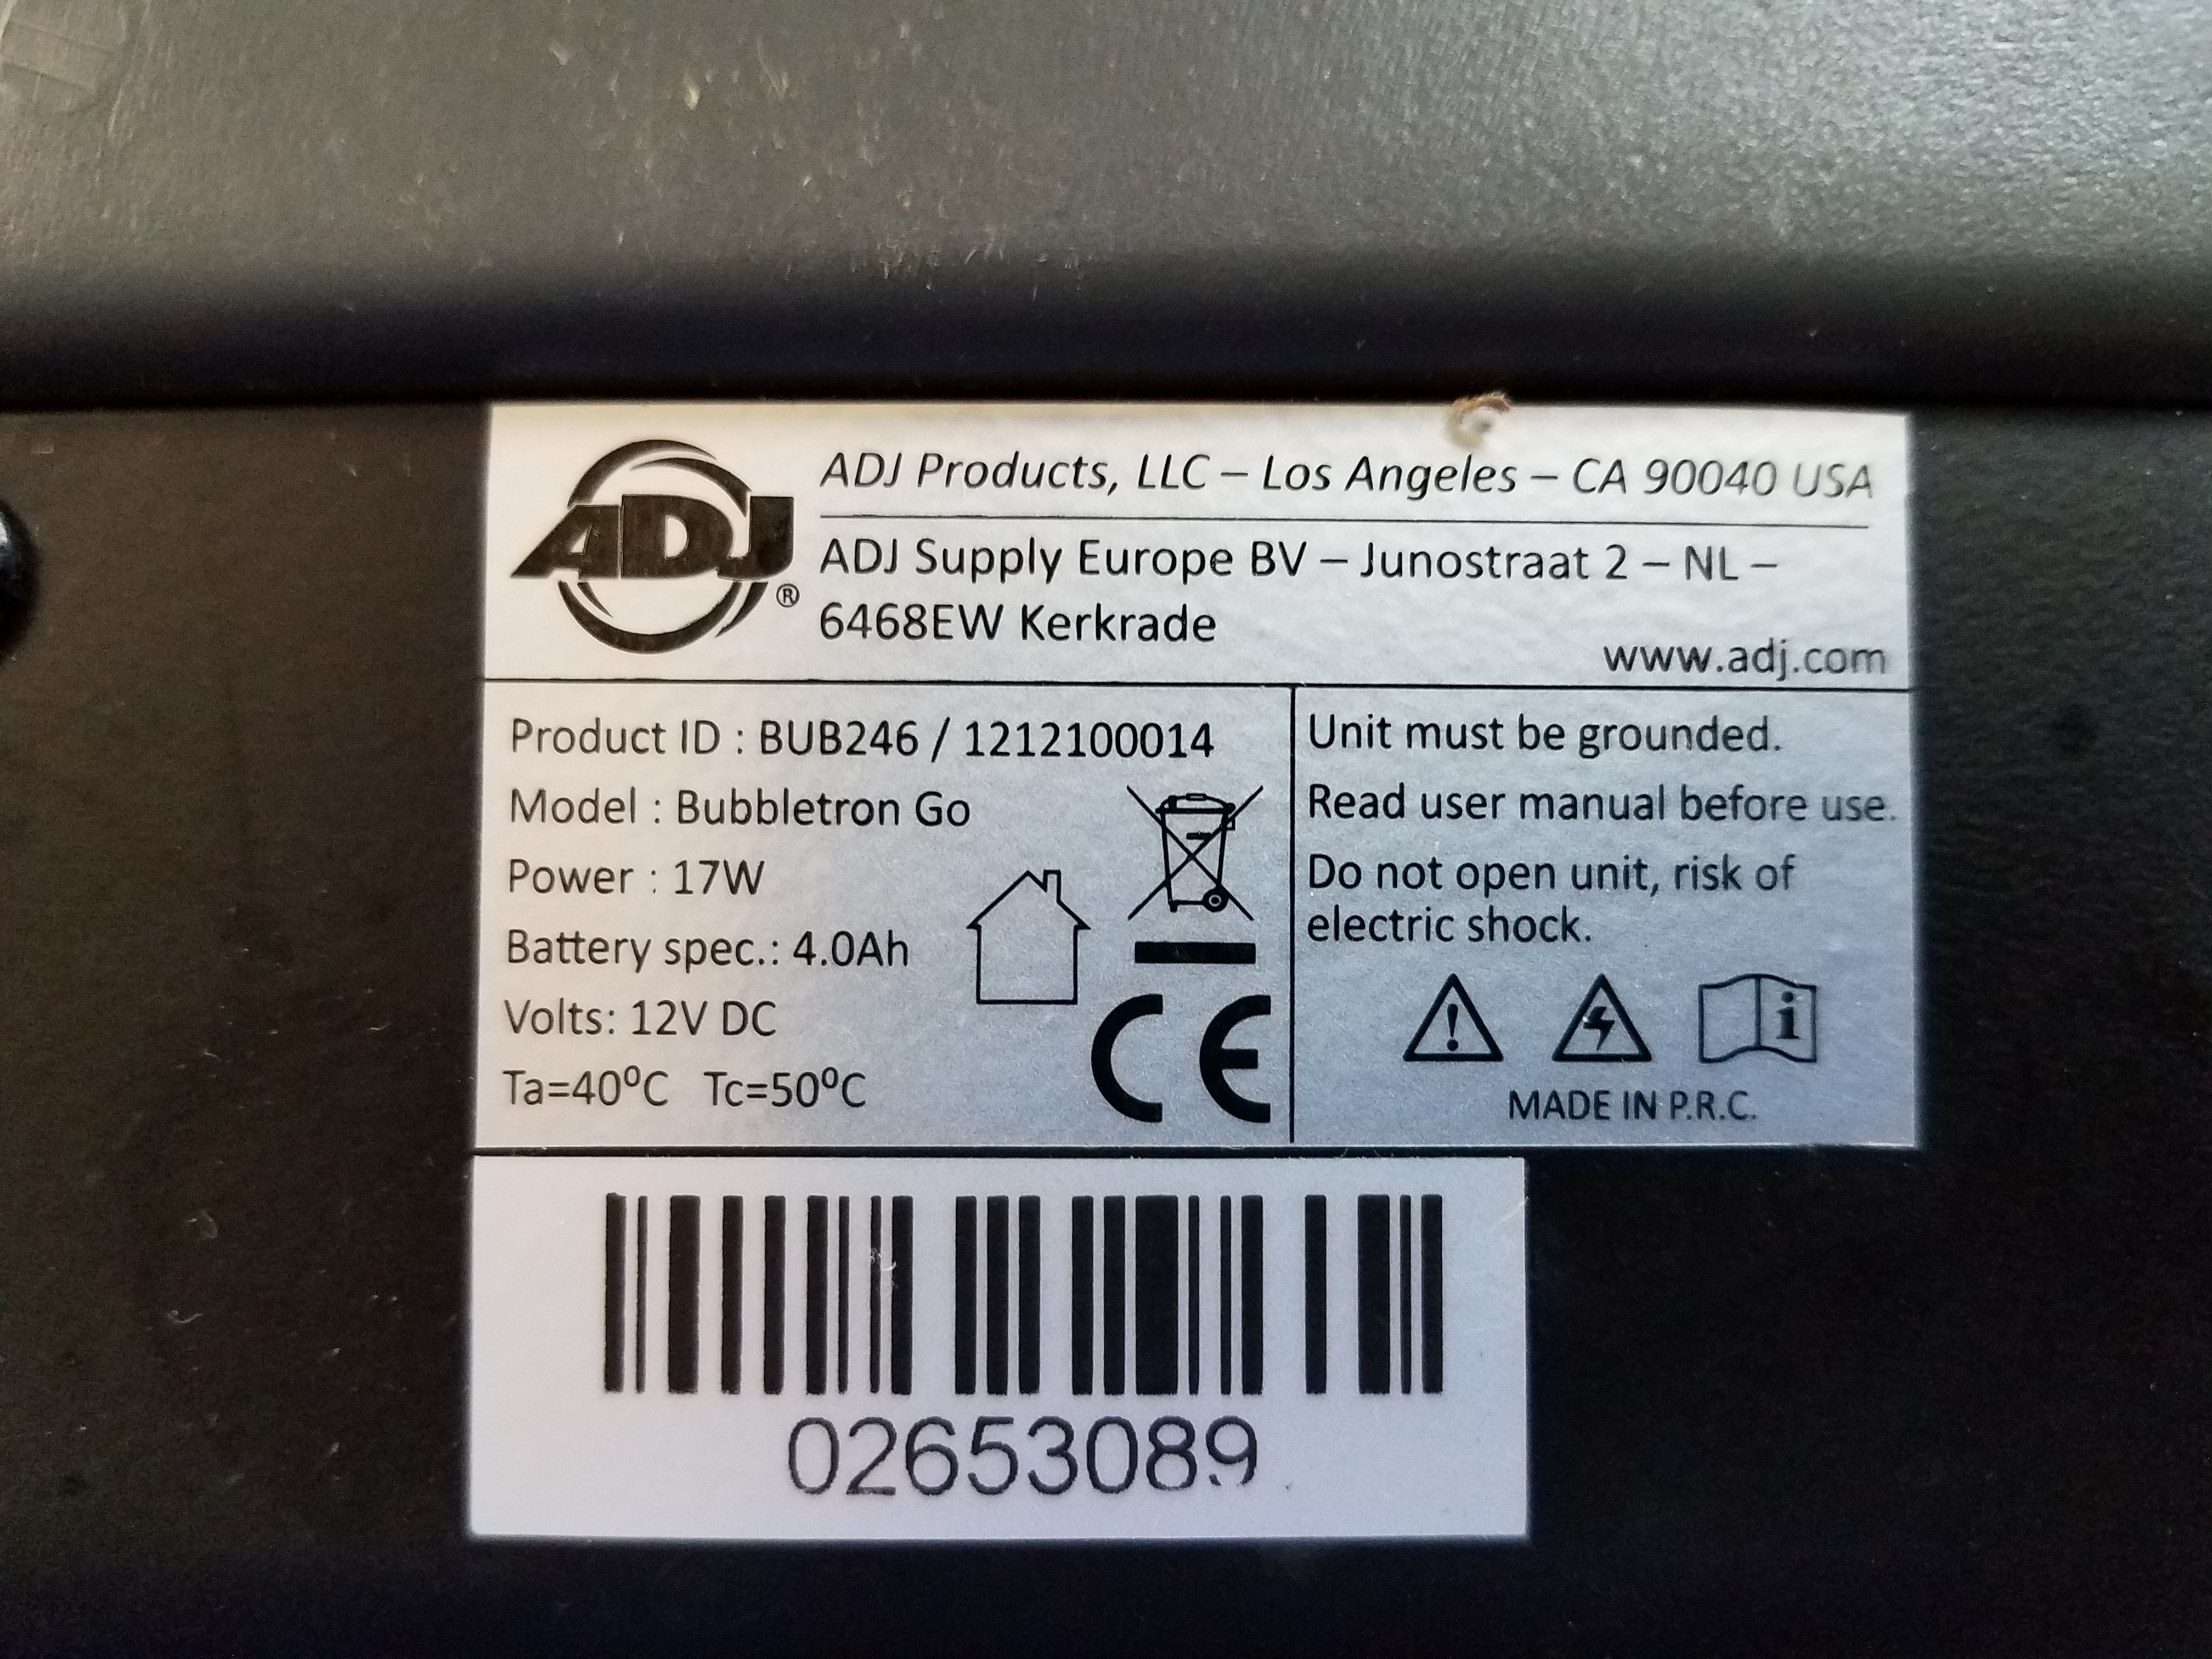 ADJ®
ADJ Products, LLC – Los Angeles – CA 90040 USA
ADJ Supply Europe BV – Junostraat 2 – NL –
6468EW Kerkrade
www.adj.com
Product ID : BUB246 / 1212100014
Model : Bubbletron Go
Power : 17W
Battery spec.: 4.0Ah
Volts: 12V DC
Ta=40⁰C Tc=50⁰C
CE
Unit must be grounded.
Read user manual before use.
Do not open unit, risk of
electric shock.
MADE IN P.R.C.
02653089